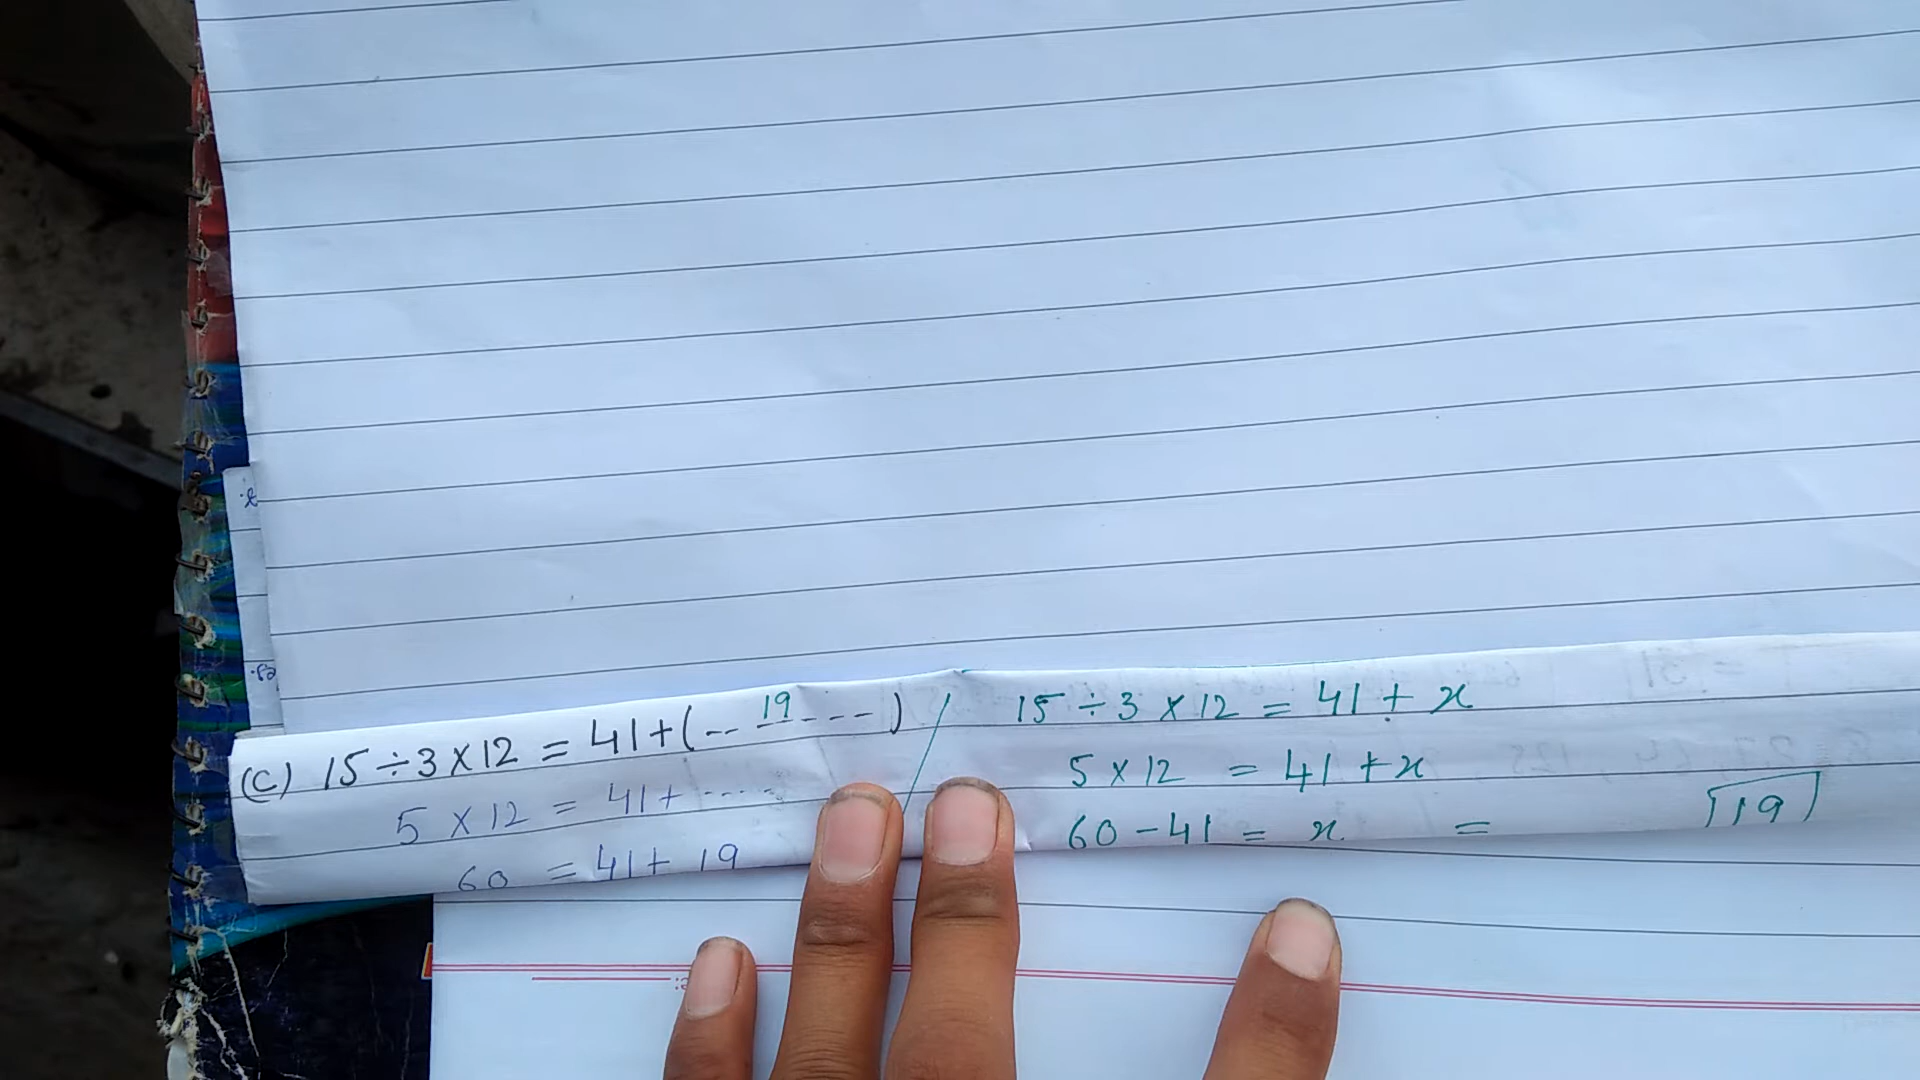 (C) 15 ÷ 3 × 12 = 41 + (-- 19 ---)
5 × 12 = 41 + ....
60 = 41 + 19
15 ÷ 3 × 12 = 41 + x
5 × 12 = 41 + x
60 - 41 = x = 19